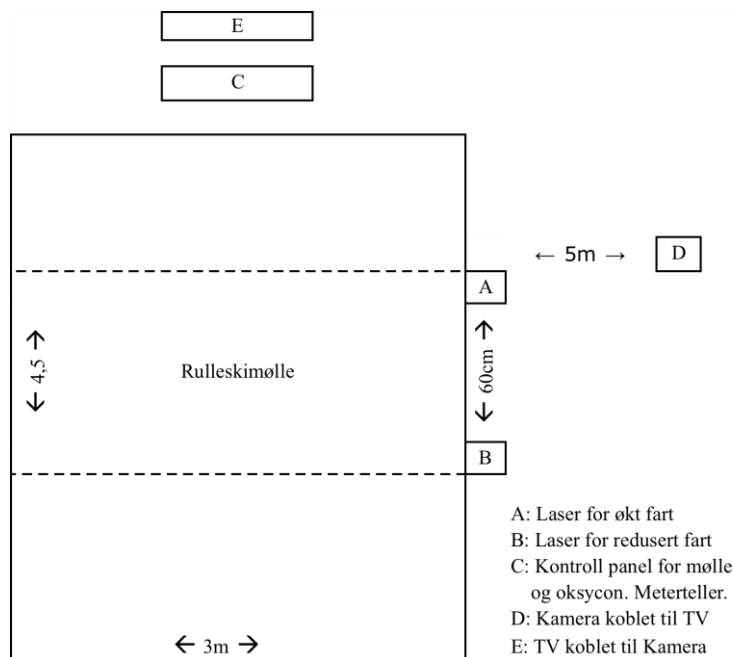 E
C
← 5m →
D
A
← 4,5 →
Rulleskimølle
← 60cm →
B
A: Laser for økt fart
B: Laser for redusert fart
C: Kontroll panel for mølle
og oksycon. Meterteller.
D: Kamera koblet til TV
← 3m →
E: TV koblet til Kamera